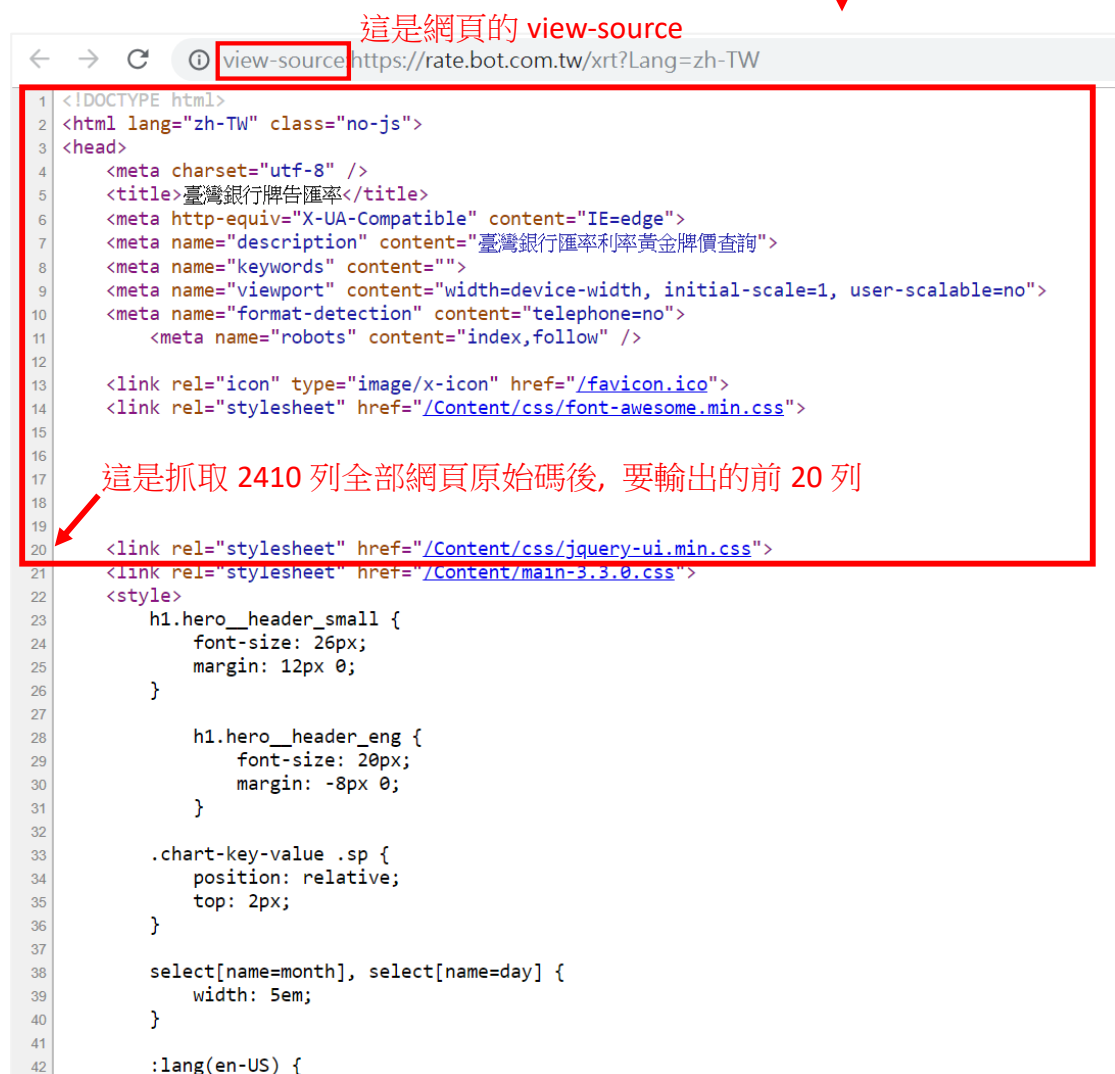 這是網頁的 view-source
view-source:https://rate.bot.com.tw/xrt?Lang=zh-TW
1 <!DOCTYPE html>
2 <html lang="zh-TW" class="no-js">
3 <head>
4     <meta charset="utf-8" />
5     <title>臺灣銀行牌告匯率</title>
6     <meta http-equiv="X-UA-Compatible" content="IE=edge">
7     <meta name="description" content="臺灣銀行匯率利率黃金牌價查詢">
8     <meta name="keywords" content="">
9     <meta name="viewport" content="width=device-width, initial-scale=1, user-scalable=no">
10     <meta name="format-detection" content="telephone=no">
11         <meta name="robots" content="index,follow" />
12
13     <link rel="icon" type="image/x-icon" href="/favicon.ico">
14     <link rel="stylesheet" href="/Content/css/font-awesome.min.css">
15
16
17 這是抓取 2410 列全部網頁原始碼後, 要輸出的前 20 列
18
19
20     <link rel="stylesheet" href="/Content/css/jquery-ui.min.css">
21     <link rel="stylesheet" href="/Content/main-3.3.0.css">
22     <style>
23         h1.hero__header_small {
24             font-size: 26px;
25             margin: 12px 0;
26         }
27
28             h1.hero__header_eng {
29                 font-size: 20px;
30                 margin: -8px 0;
31             }
32
33         .chart-key-value .sp {
34             position: relative;
35             top: 2px;
36         }
37
38         select[name=month], select[name=day] {
39             width: 5em;
40         }
41
42         :lang(en-US) {